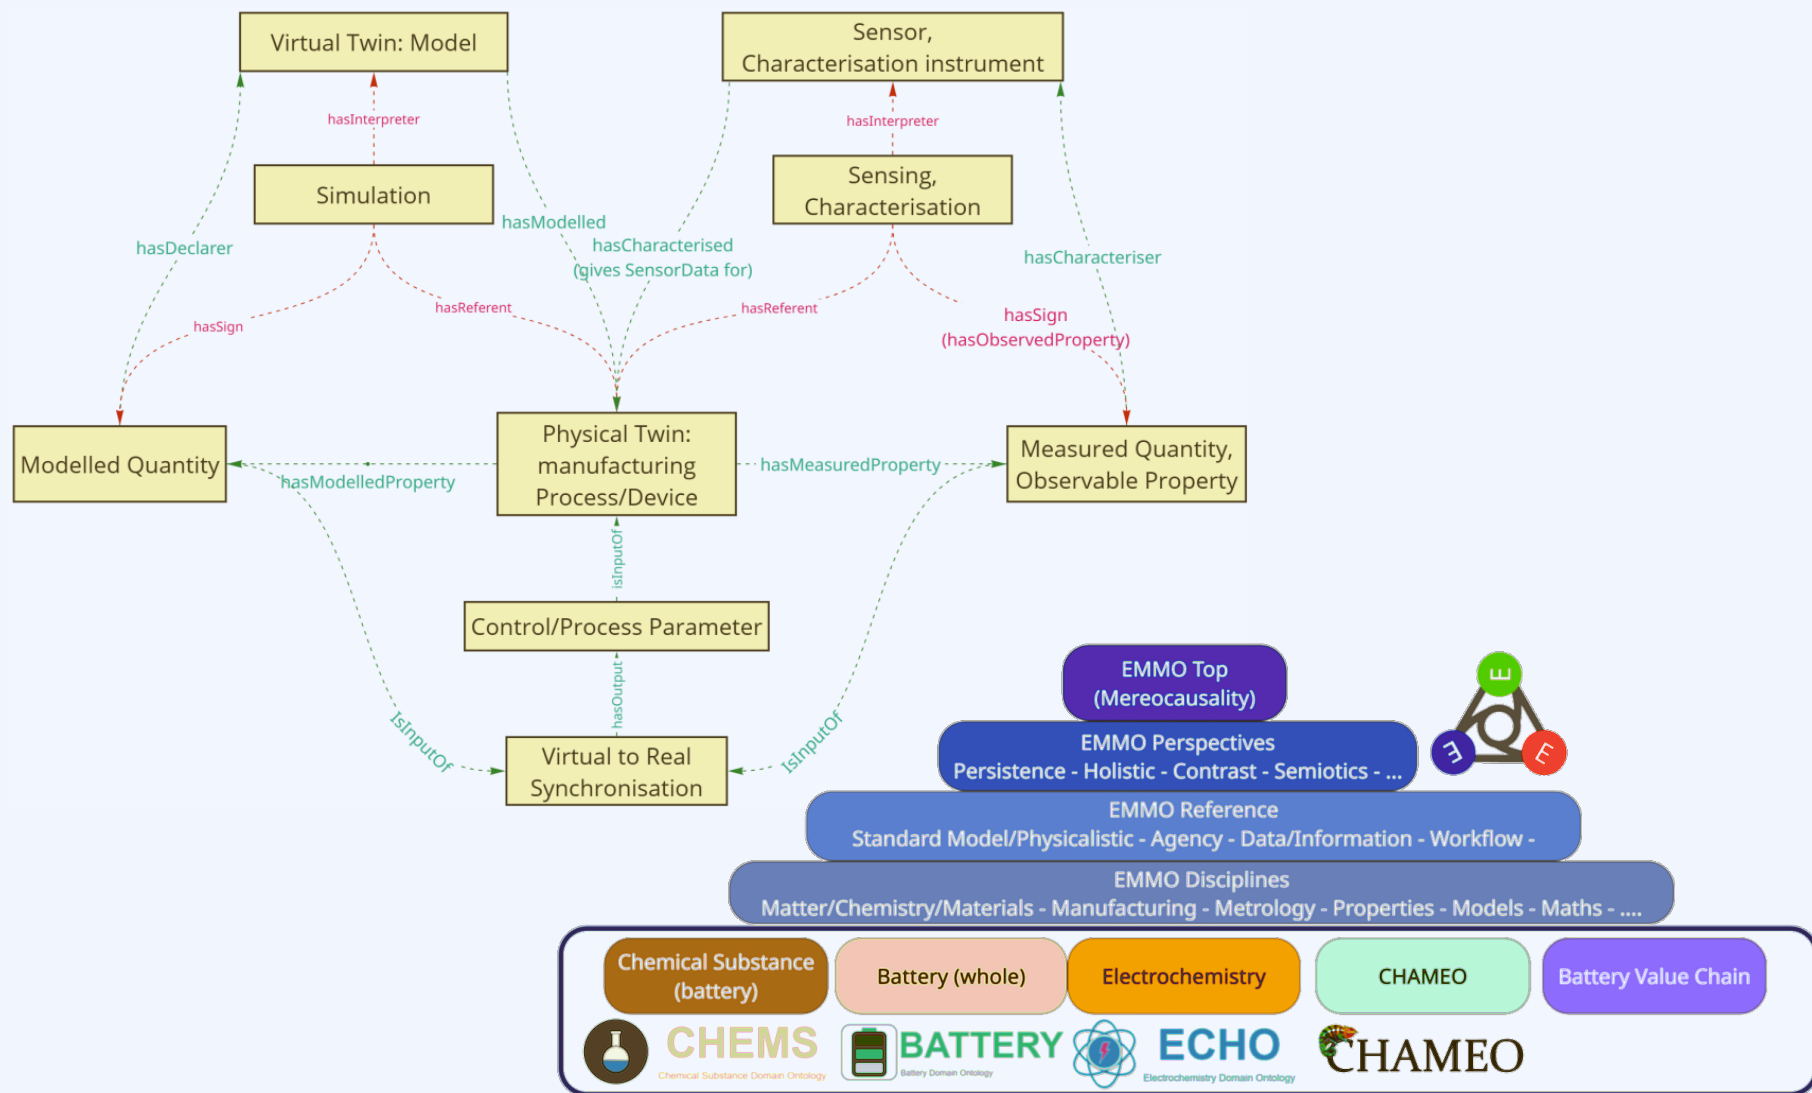 Virtual Twin: Model
Sensor,
Characterisation instrument
hasInterpreter
hasInterpreter
Simulation
Sensing,
Characterisation
hasDeclarer
hasModelled
hasCharacterised
(gives SensorData for)
hasCharacteriser
hasSign
hasReferent
hasReferent
hasSign
(hasObservedProperty)
Modelled Quantity
Physical Twin:
manufacturing
Process/Device
Measured Quantity,
Observable Property
hasModelledProperty
hasMeasuredProperty
isInputOf
Control/Process Parameter
hasOutput
IsInputOf
IsInputOf
Virtual to Real
Synchronisation
EMMO Top
(Mereocausality)
EMMO Perspectives
Persistence - Holistic - Contrast - Semiotics - ...
E
E
E
EMMO Reference
Standard Model/Physicalistic - Agency - Data/Information - Workflow -
EMMO Disciplines
Matter/Chemistry/Materials - Manufacturing - Metrology - Properties - Models - Maths - ....
Chemical Substance
(battery)
Battery (whole)
Electrochemistry
CHAMEO
Battery Value Chain
CHEMS
Chemical Substance Domain Ontology
BATTERY
Battery Domain Ontology
ECHO
Electrochemistry Domain Ontology
CHAMEO